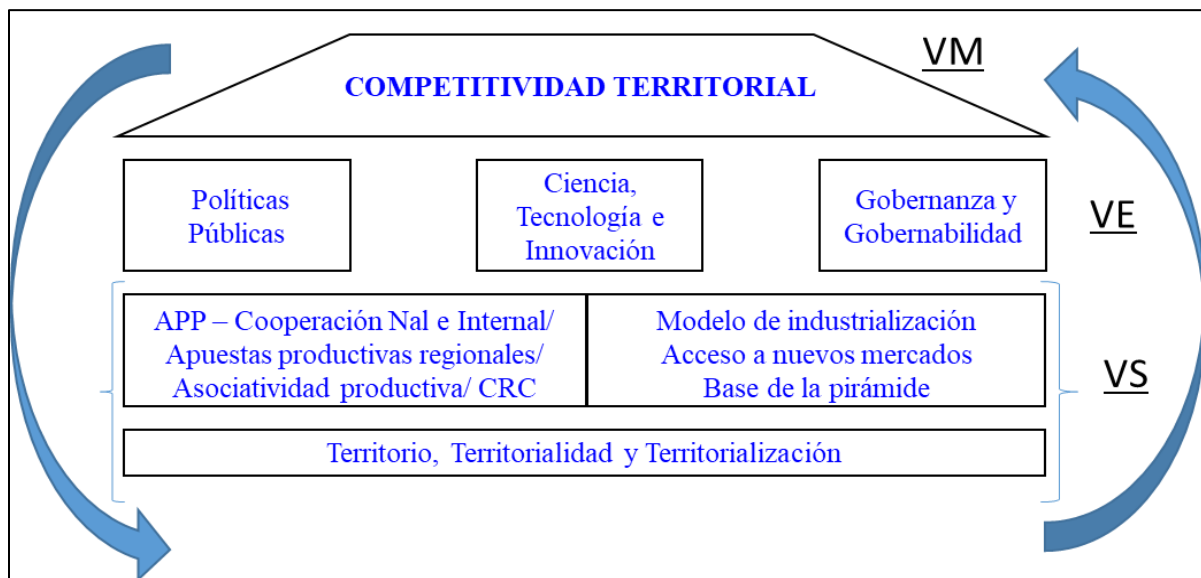 VM
COMPETITIVIDAD TERRITORIAL
Políticas
Públicas
Ciencia,
Tecnología e
Innovación
Gobernanza y
Gobernabilidad
VE
APP – Cooperación Nal e Internal/
Apuestas productivas regionales/
Asociatividad productiva/ CRC
Modelo de industrialización
Acceso a nuevos mercados
Base de la pirámide
VS
Territorio, Territorialidad y Territorialización